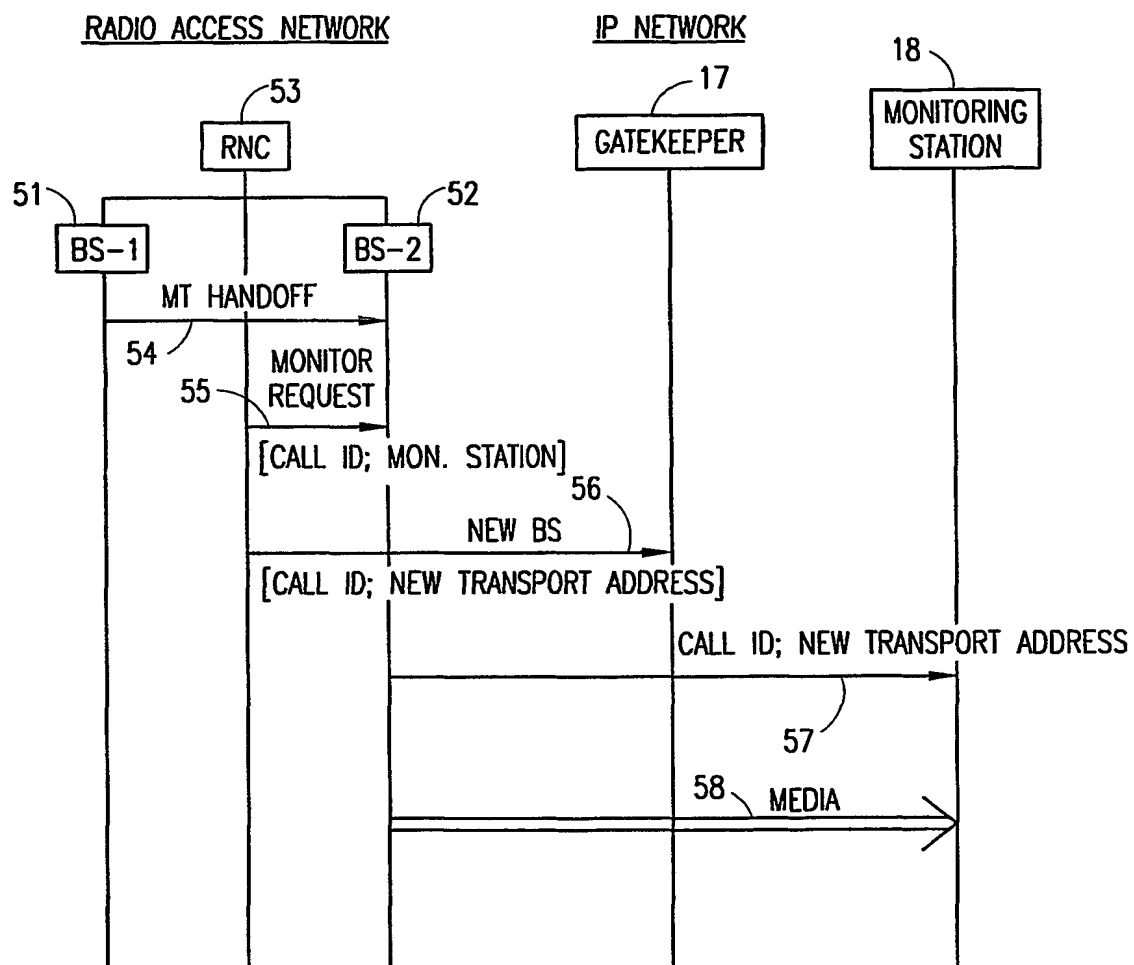 RADIO ACCESS NETWORK
IP NETWORK
53
17
18
RNC
GATEKEEPER
MONITORING
STATION
51
52
BS-1
BS-2
MT HANDOFF
54
MONITOR
REQUEST
55
[CALL ID; MON. STATION]
56
NEW BS
[CALL ID; NEW TRANSPORT ADDRESS]
CALL ID; NEW TRANSPORT ADDRESS
57
58
MEDIA